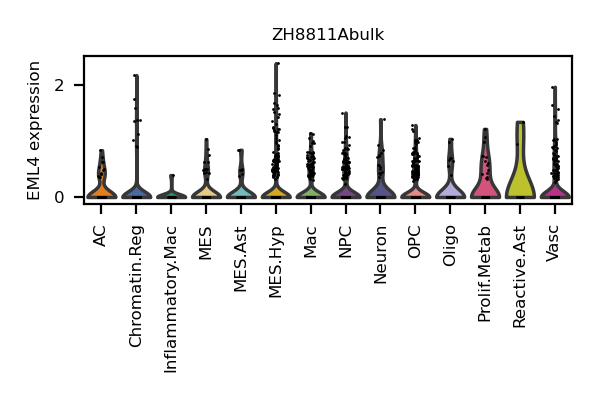 ZH8811Abulk
EML4 expression
2
0
AC
Chromatin.Reg
Inflammatory.Mac
MES
MES.Ast
MES.Hyp
Mac
NPC
Neuron
OPC
Oligo
Prolif.Metab
Reactive.Ast
Vasc